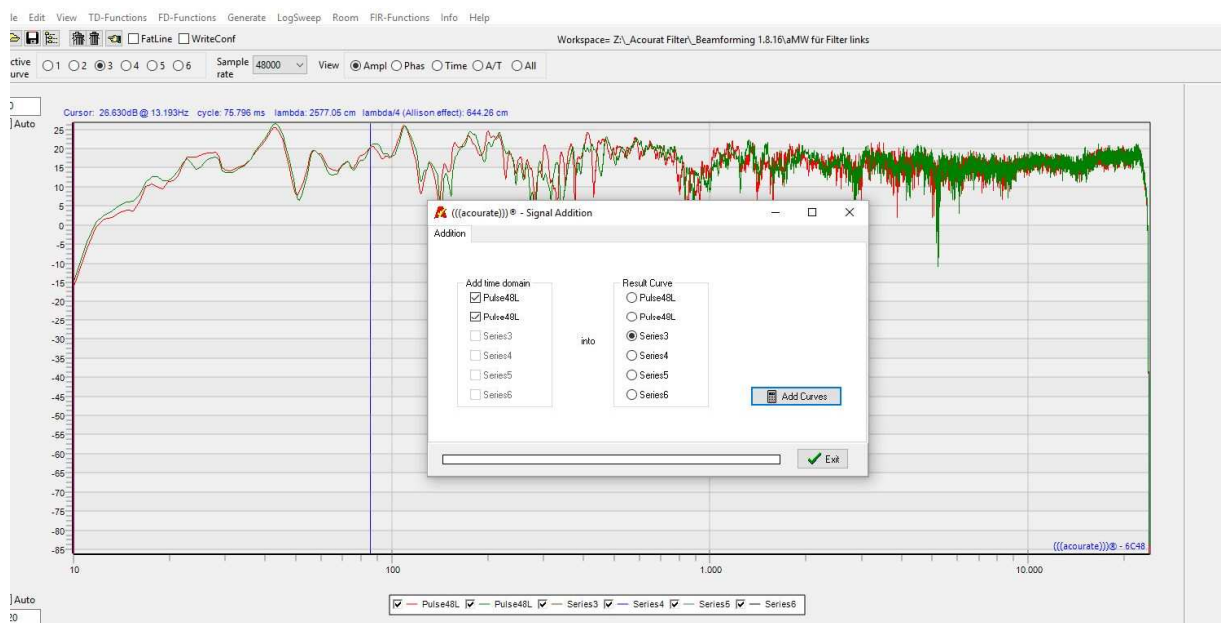 le Edit View TD-Functions FD-Functions Generate LogSweep Room FIR-Functions Info Help
FatLine WriteConf Workspace= Z:\_Acourat Filter\_Beamforming 1.8.16\aMW für Filter links
ctive urve 1 2 3 4 5 6 Sample rate 48000 View Ampl Phas Time A/T All
0
] Auto
Cursor: 26.630dB @ 13.193Hz cycle: 75.796 ms lambda: 2577.05 cm lambda/4 (Allison effect): 644.26 cm
25
20
15
10
5
0
-5
-10
-15
-20
-25
-30
-35
-40
-45
-50
-55
-60
-65
-70
-75
-80
-85
(((acourate)))® - Signal Addition
Addition
Add time domain
Pulse48L
Pulse48L
Series3
Series4
Series5
Series6
into
Result Curve
Pulse48L
Pulse48L
Series3
Series4
Series5
Series6
Add Curves
Exit
(((acourate)))® - 6C48
10 100 1.000 10.000
] Auto
20
Pulse48L Pulse48L Series3 Series4 Series5 Series6